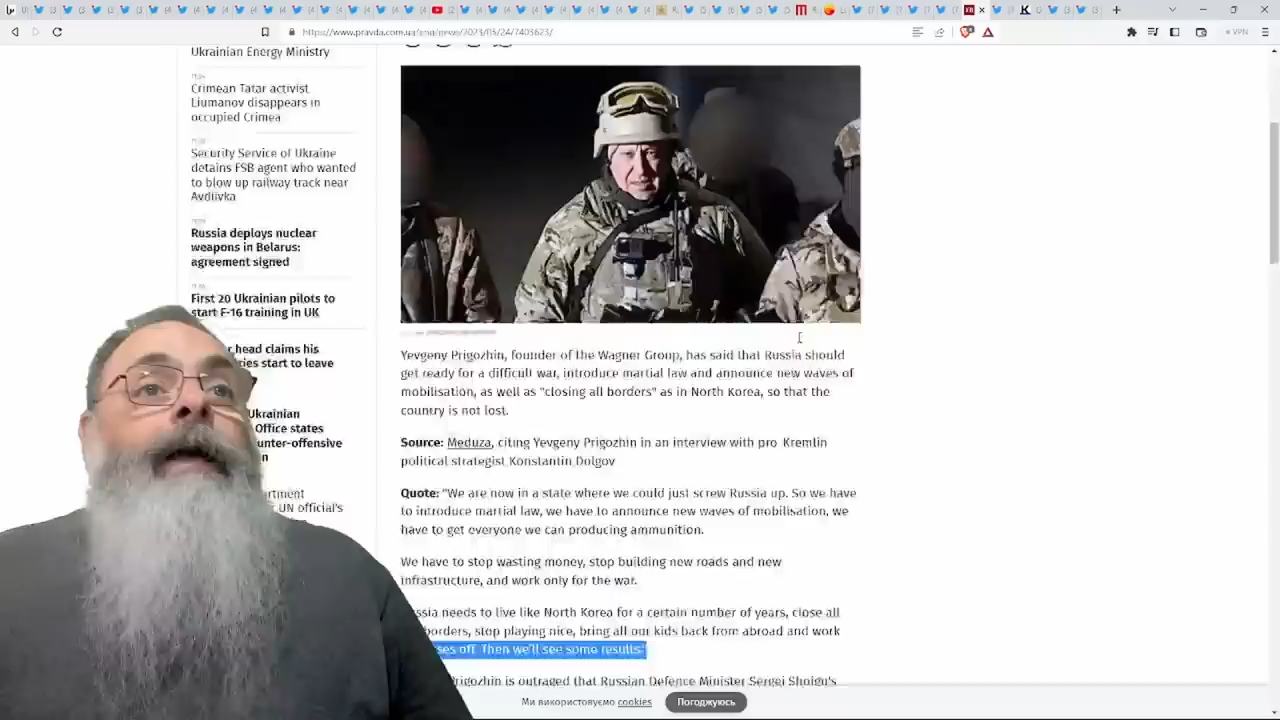 https://www.pravda.com.ua/eng/news/2023/05/24/7403623/
VPN
Ukrainian Energy Ministry
Crimean Tatar activist
Liumanov disappears in
occupied Crimea
Security Service of Ukraine
detains FSB agent who wanted
to blow up railway track near
Avdiivka
Russia deploys nuclear
weapons in Belarus:
agreement signed
First 20 Ukrainian pilots to
start F-16 training in UK
head claims his
start to leave
Ukrainian
Office states
on
UN official's
Yevgeny Prigozhin, founder of the Wagner Group, has said that Russia should
get ready for a difficult war, introduce martial law and announce new waves of
mobilisation, as well as "closing all borders" as in North Korea, so that the
country is not lost.
Source: Meduza, citing Yevgeny Prigozhin in an interview with pro-Kremlin
political strategist Konstantin Dolgov
Quote: "We are now in a state where we could just screw Russia up. So we have
to introduce martial law, we have to announce new waves of mobilisation, we
have to get everyone we can producing ammunition.
We have to stop wasting money, stop building new roads and new
infrastructure, and work only for the war.
needs to live like North Korea for a certain number of years, close all
borders, stop playing nice, bring all our kids back from abroad and work
off. Then we'll see some results."
Prigozhin is outraged that Russian Defence Minister Sergei Shoigu's
Ми використовуємо cookies
Погоджуюсь